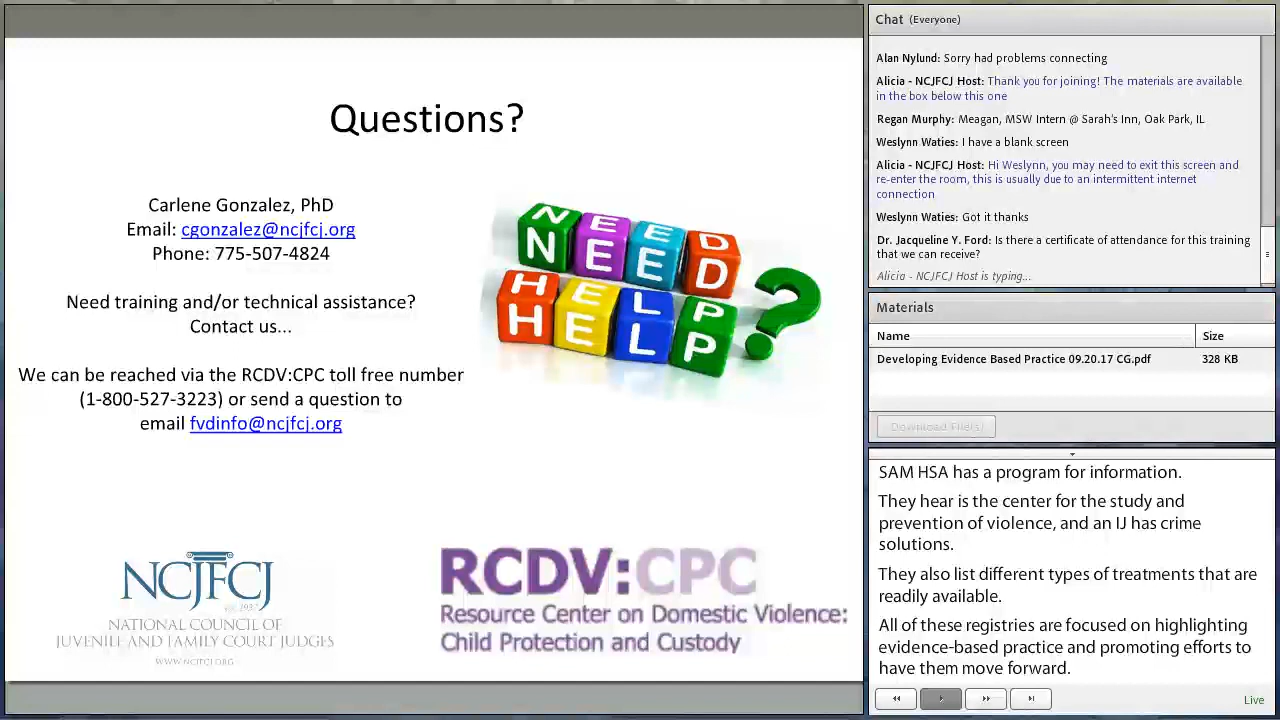 Questions?
Carlene Gonzalez, PhD
Email: cgonzalez@ncjfcj.org
Phone: 775-507-4824
Need training and/or technical assistance?
Contact us...
We can be reached via the RCDV:CPC toll free number
(1-800-527-3223) or send a question to
email fvdinfo@ncjfcj.org
NEED
NEED
HELP
HELP?
NCJFCJ
NATIONAL COUNCIL OF
JUVENILE AND FAMILY COURT JUDGES
WWW.NCJFCJ.ORG
RCDV:CPC
Resource Center on Domestic Violence:
Child Protection and Custody
Chat (Everyone)
Alan Nylund: Sorry had problems connecting
Alicia - NCJFCJ Host: Thank you for joining! The materials are available
in the box below this one
Regan Murphy: Meagan, MSW Intern @ Sarah's Inn, Oak Park, IL
Weslynn Waties: I have a blank screen
Alicia - NCJFCJ Host: Hi Weslynn, you may need to exit this screen and
re-enter the room, this is usually due to an intermittent internet
connection
Weslynn Waties: Got it thanks
Dr. Jacqueline Y. Ford: Is there a certificate of attendance for this training
that we can receive?
Alicia - NCJFCJ Host is typing...
Materials
Name Size
Developing Evidence Based Practice 09.20.17 CG.pdf 328 KB
Download File(s)
SAM HSA has a program for information.
They hear is the center for the study and
prevention of violence, and an IJ has crime
solutions.
They also list different types of treatments that are
readily available.
All of these registries are focused on highlighting
evidence-based practice and promoting efforts to
have them move forward.
Live